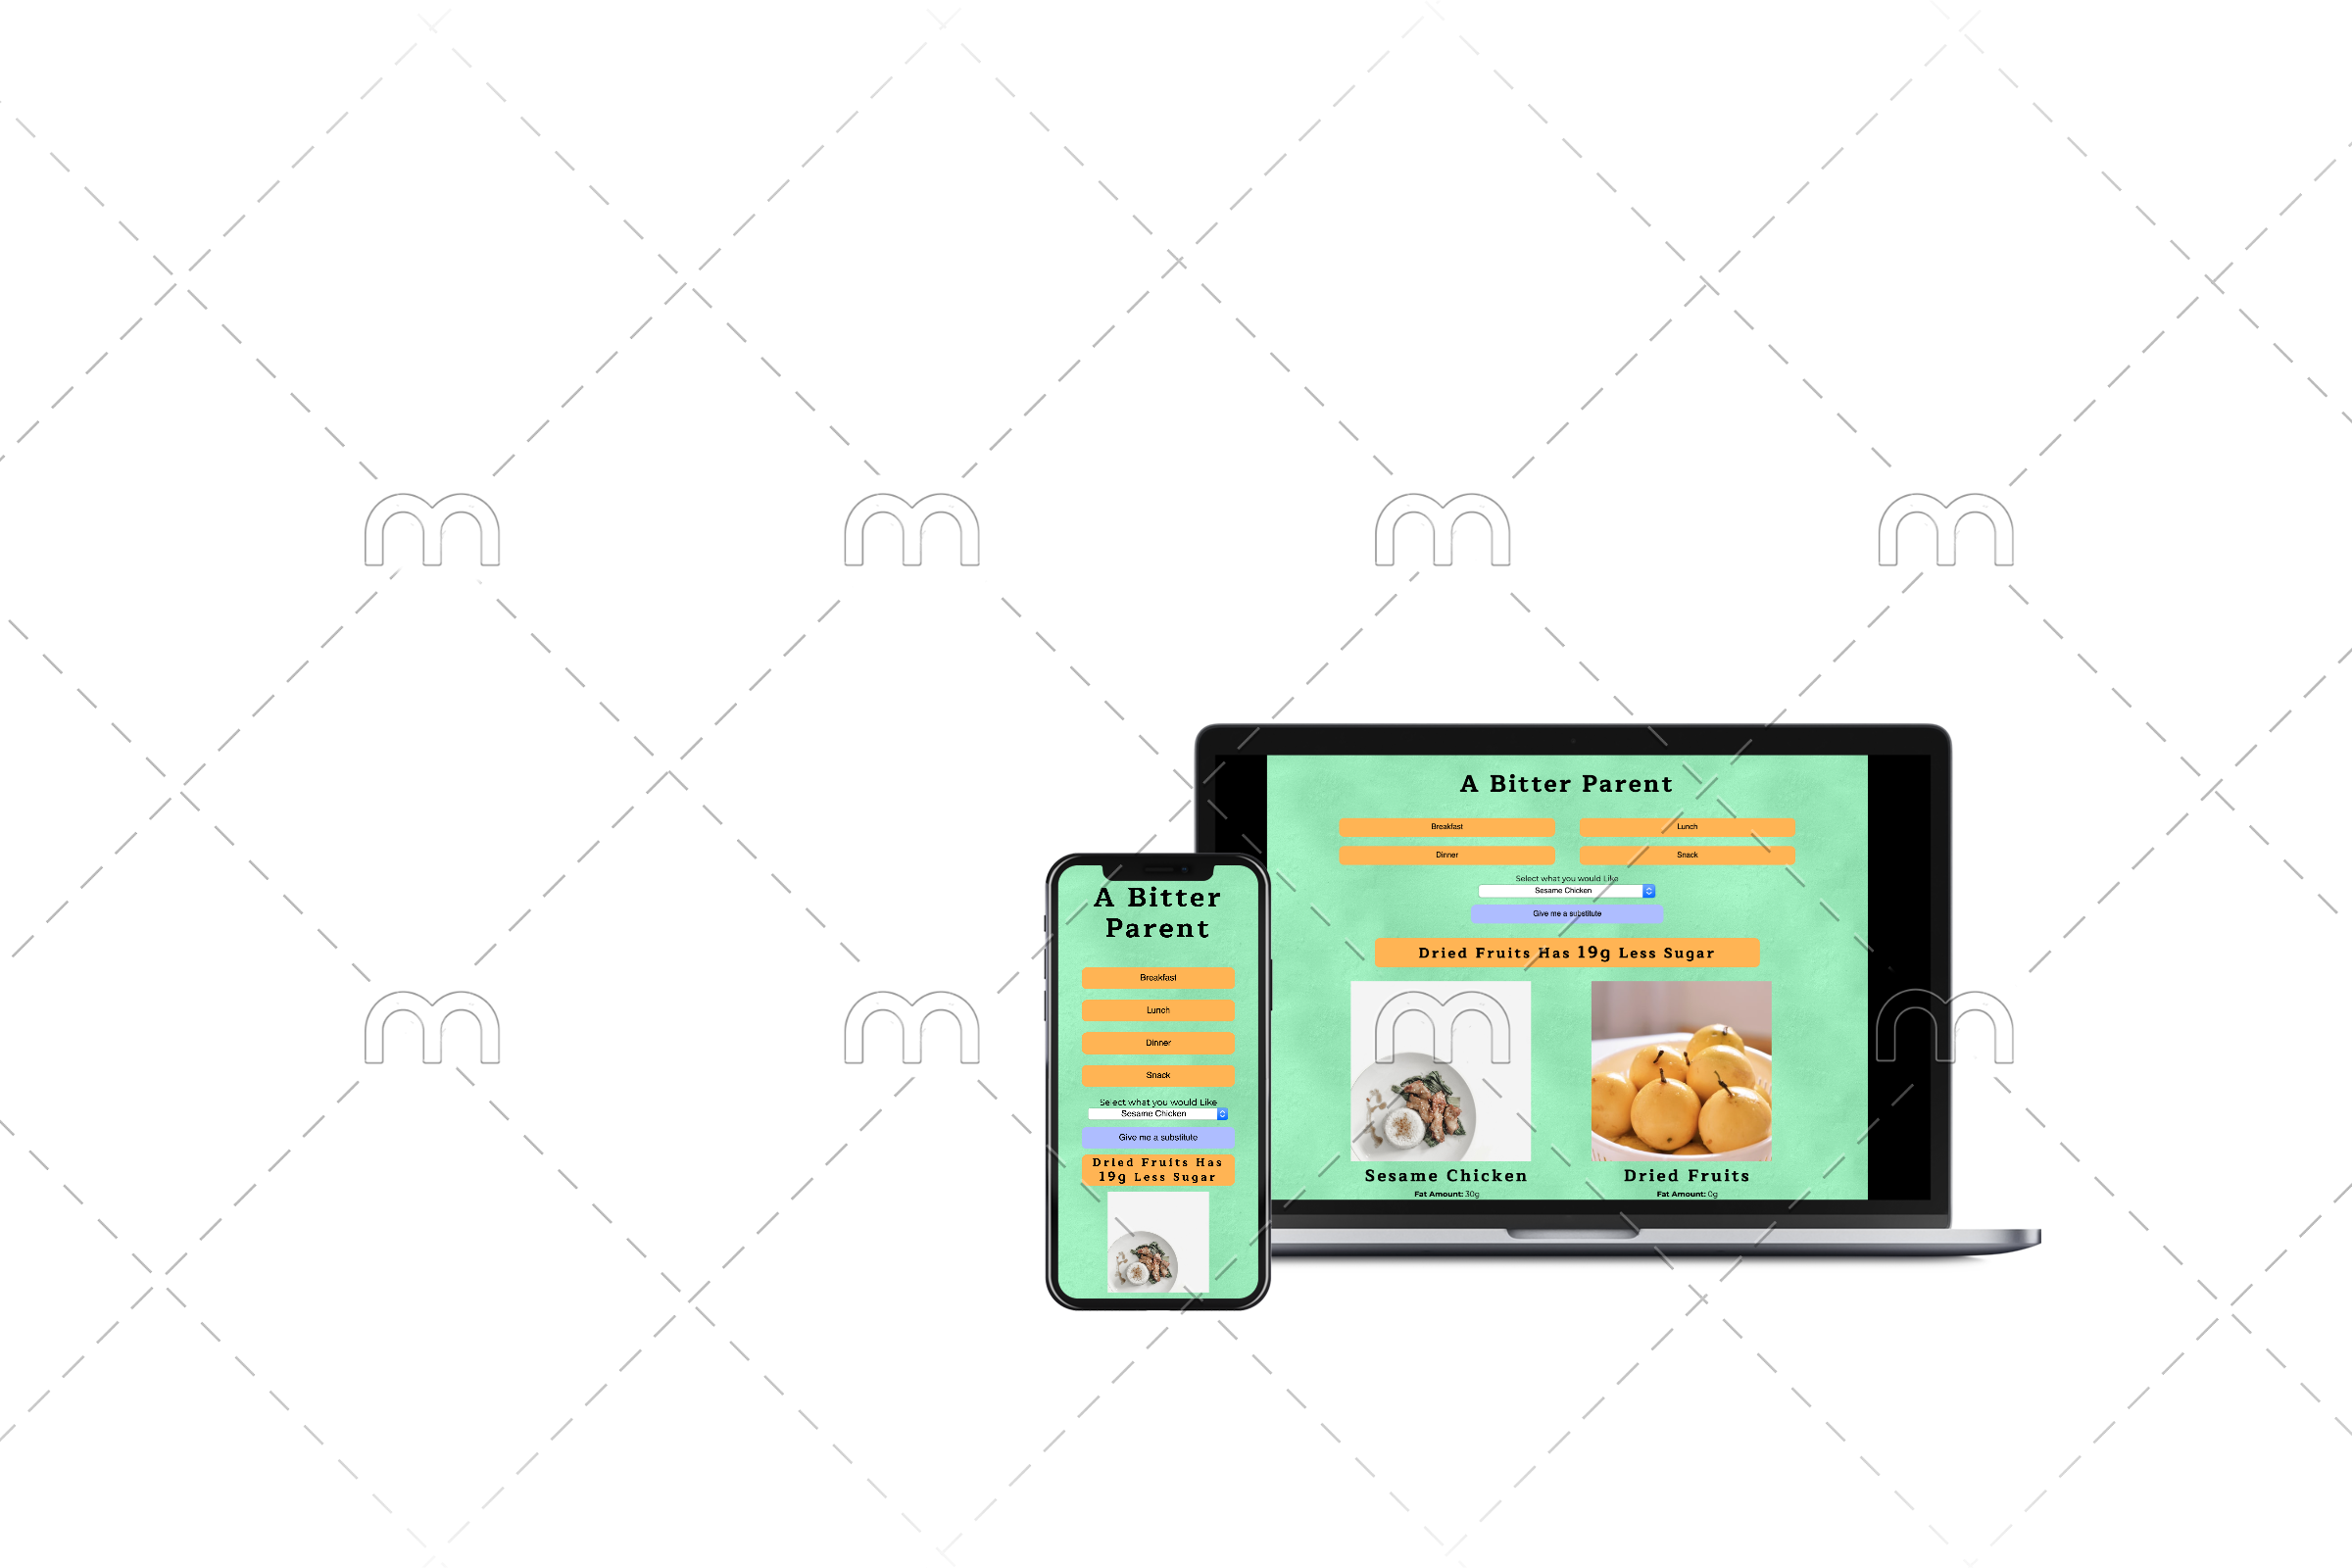 A Bitter
Parent
Breakfast
Lunch
Dinner
Snack
Select what you would Like
Sesame Chicken
Give me a substitute
Dried Fruits Has
19g Less Sugar
A Bitter Parent
Breakfast
Lunch
Dinner
Snack
Select what you would Like
Sesame Chicken
Give me a substitute
Dried Fruits Has 19g Less Sugar
Sesame Chicken
Dried Fruits
Fat Amount: 30g
Fat Amount: 0g
m
m
m
m
m
m
m
m